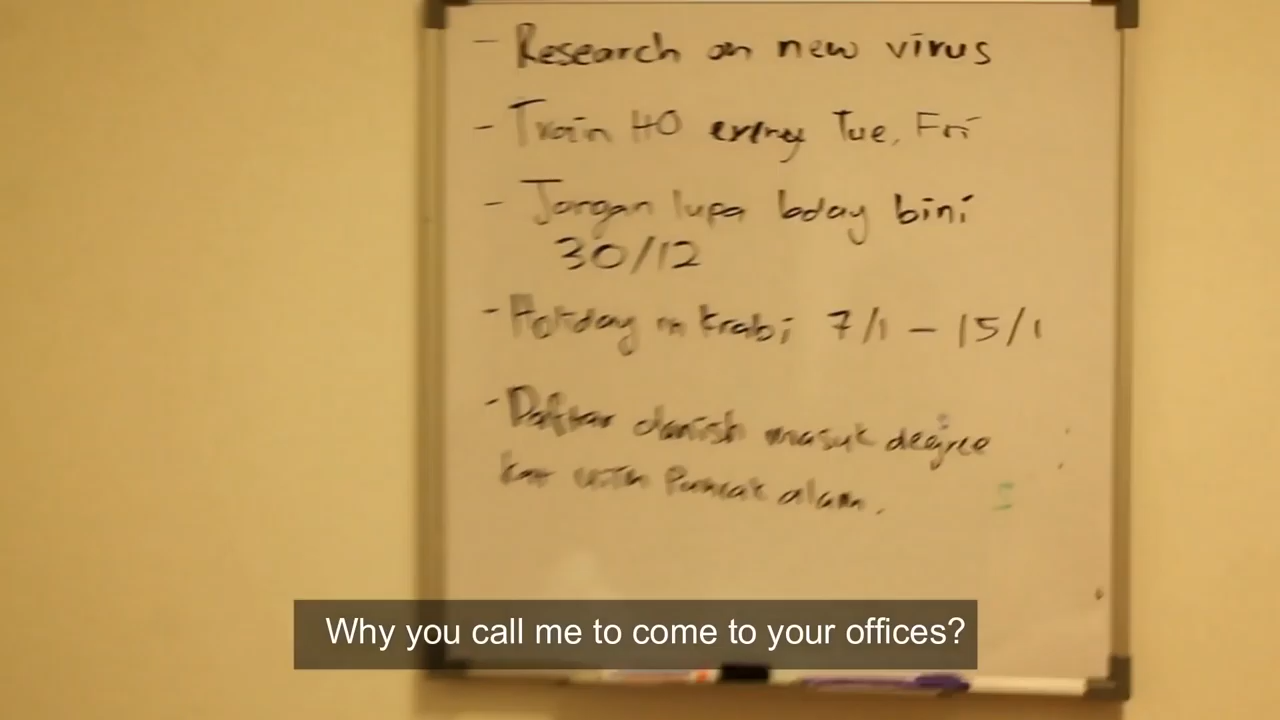 - Research on new virus
- Train HO every Tue, Fri
- Jangan lupa bday bini
30/12
- Holiday in Krabi 7/1 – 15/1
- Daftar danish masuk degree
kat uitm Puncak alam.
Why you call me to come to your offices?